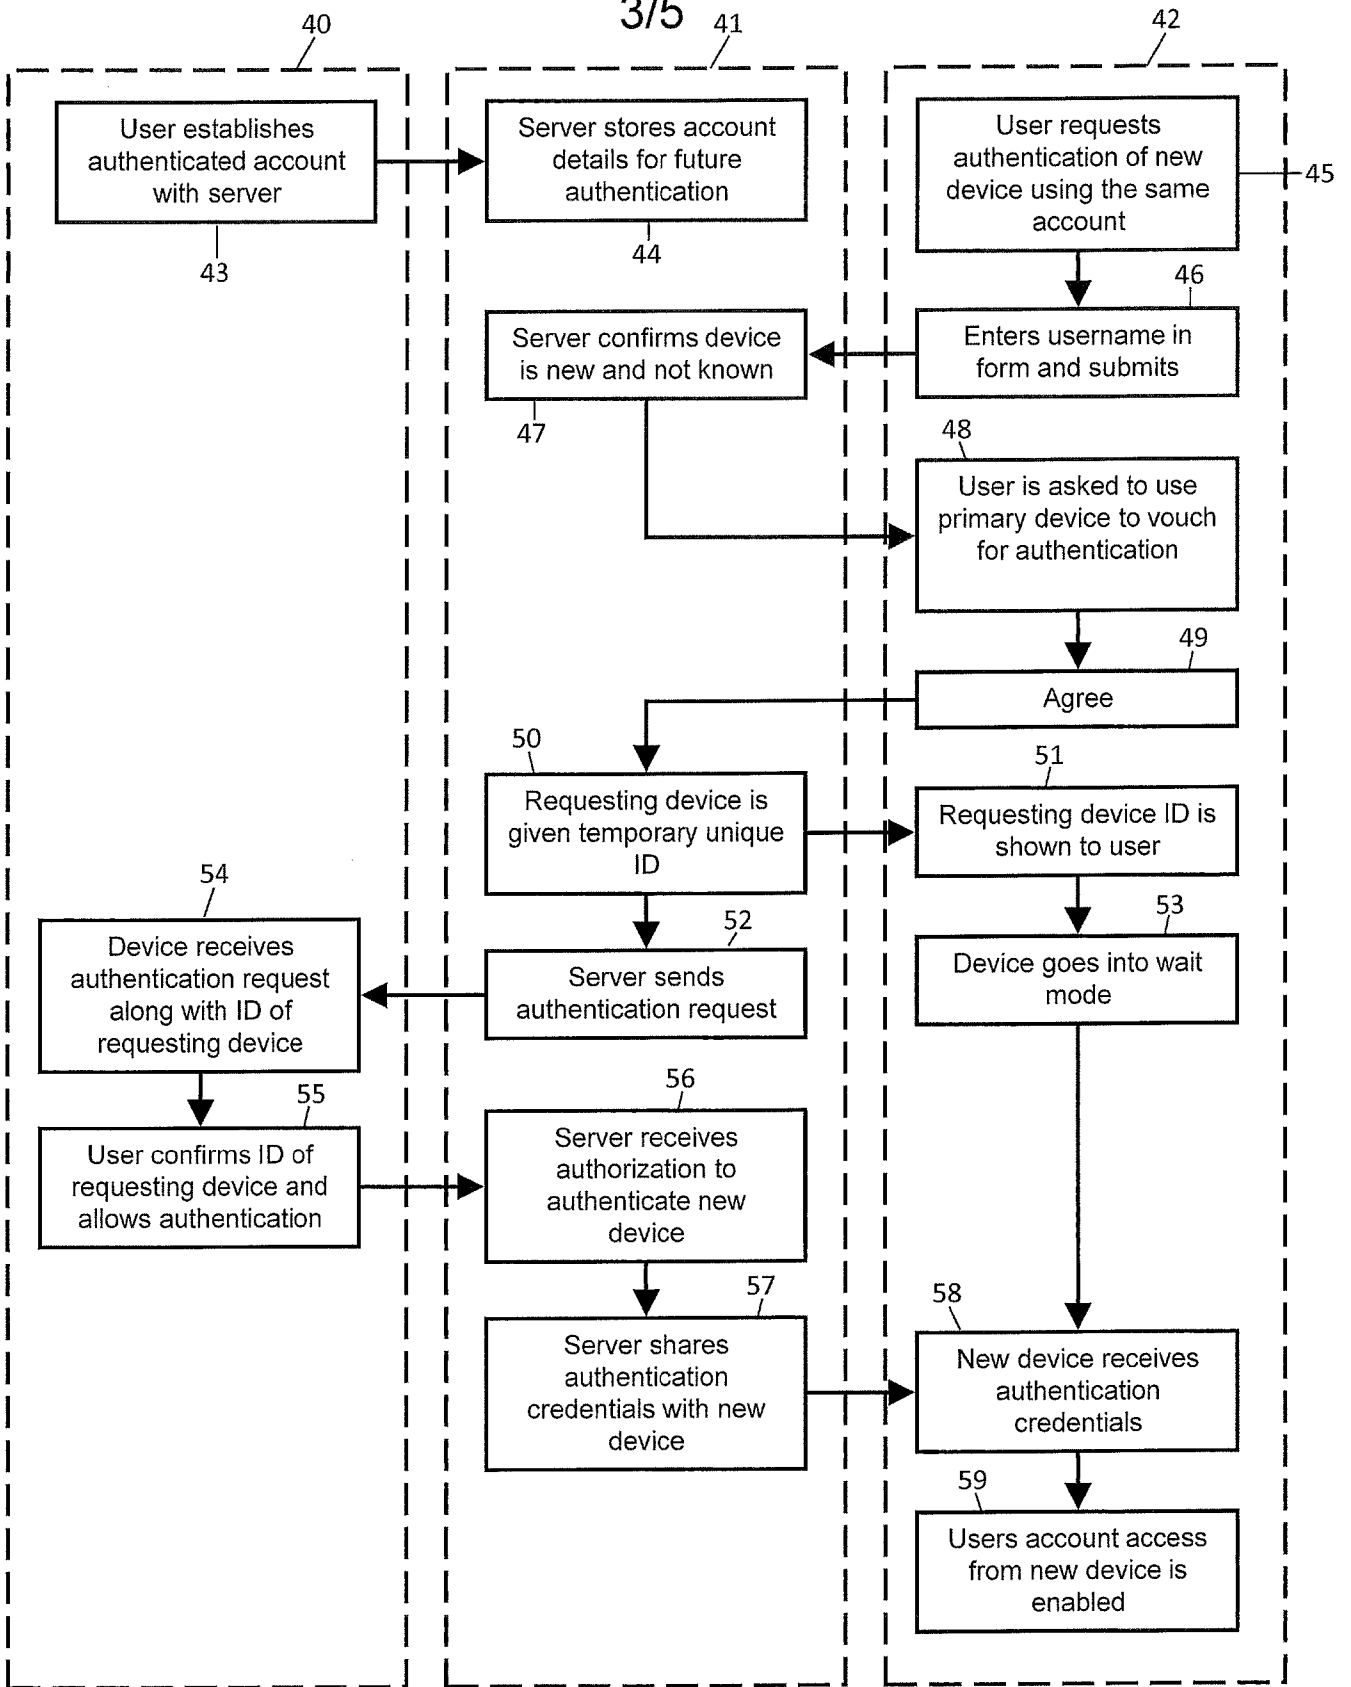 3/5
40
41
42
User establishes
authenticated account
with server
43
Server stores account
details for future
authentication
44
User requests
authentication of new
device using the same
account
45
46
Enters username in
form and submits
Server confirms device
is new and not known
47
48
User is asked to use
primary device to vouch
for authentication
49
Agree
50
Requesting device is
given temporary unique
ID
51
Requesting device ID is
shown to user
52
Server sends
authentication request
53
Device goes into wait
mode
54
Device receives
authentication request
along with ID of
requesting device
55
User confirms ID of
requesting device and
allows authentication
56
Server receives
authorization to
authenticate new
device
57
Server shares
authentication
credentials with new
device
58
New device receives
authentication
credentials
59
Users account access
from new device is
enabled